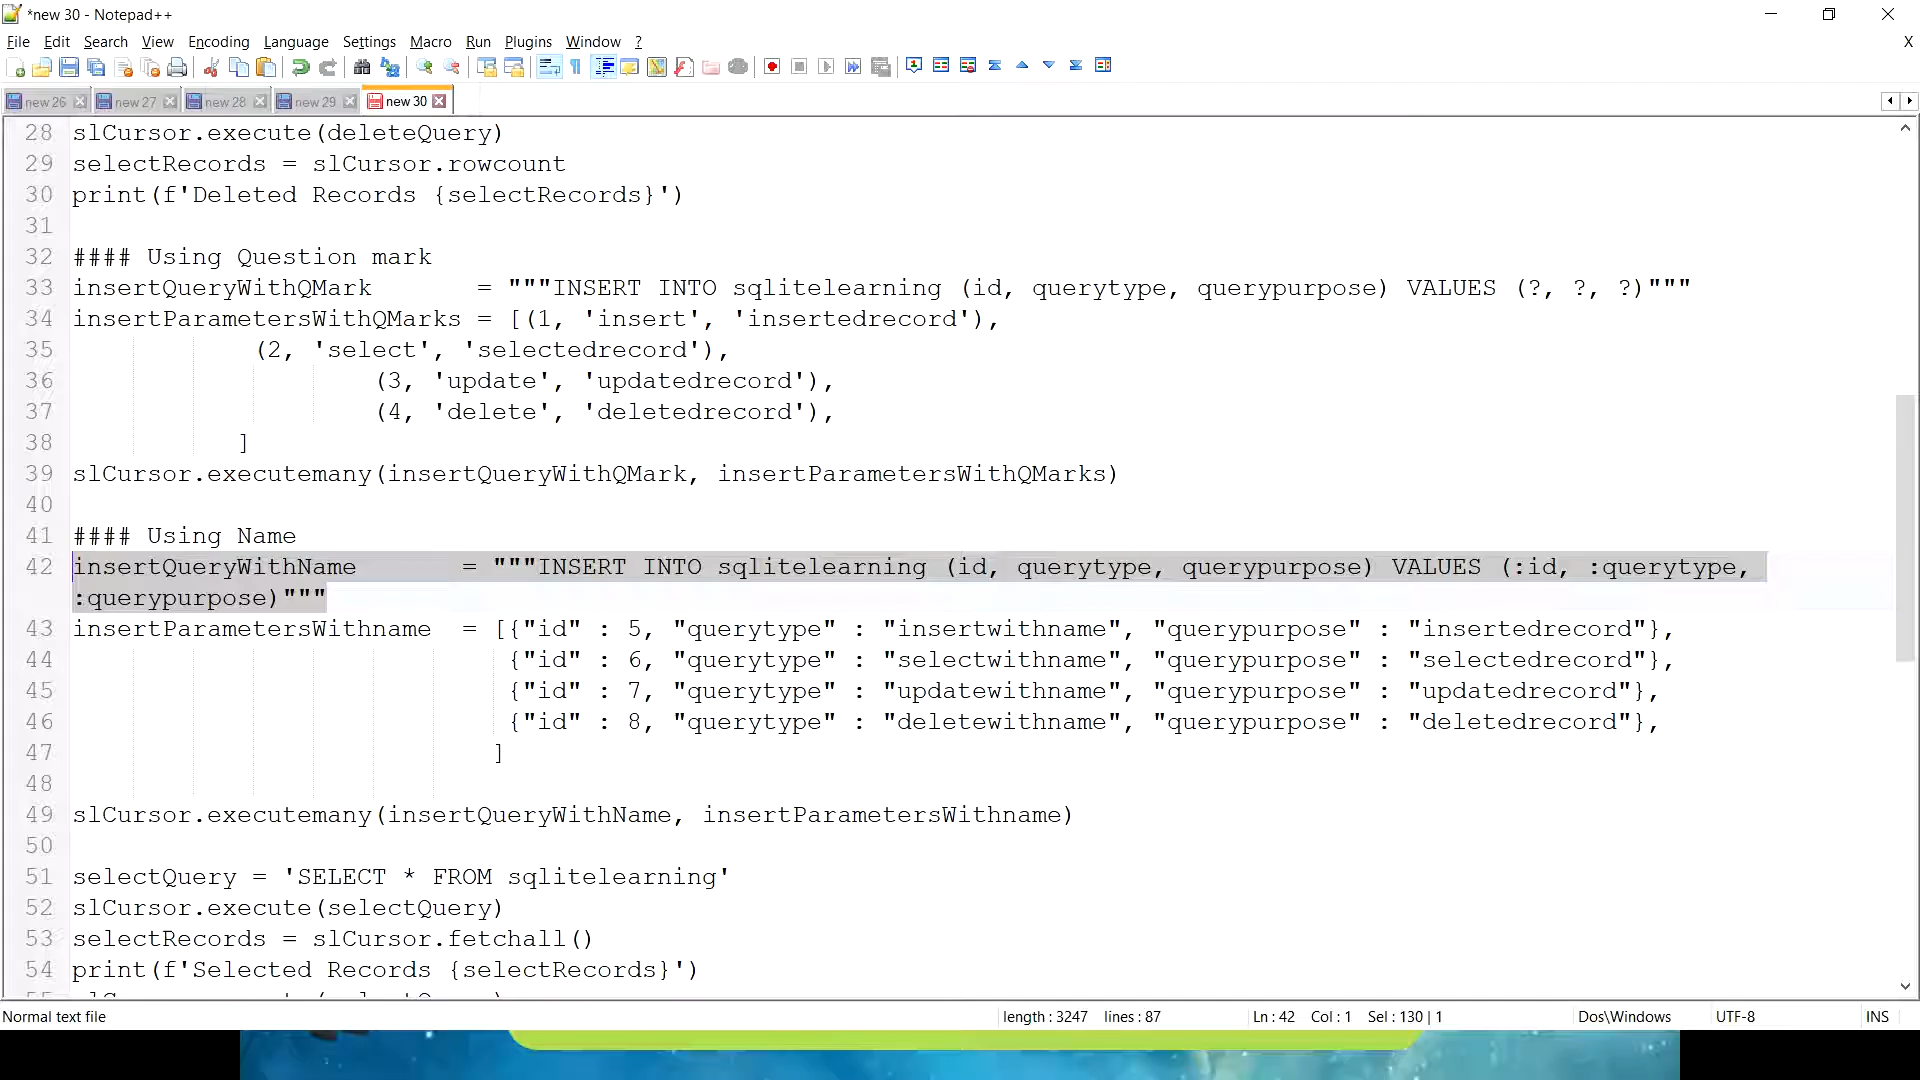 *new 30 - Notepad++
File Edit Search View Encoding Language Settings Macro Run Plugins Window ?
X
new 26 new 27 new 28 new 29 new 30
28 slCursor.execute(deleteQuery)
29 selectRecords = slCursor.rowcount
30 print(f'Deleted Records {selectRecords}')
31
32 #### Using Question mark
33 insertQueryWithQMark = """INSERT INTO sqlitelearning (id, querytype, querypurpose) VALUES (?, ?, ?)"""
34 insertParametersWithQMarks = [(1, 'insert', 'insertedrecord'),
35 (2, 'select', 'selectedrecord'),
36 (3, 'update', 'updatedrecord'),
37 (4, 'delete', 'deletedrecord'),
38 ]
39 slCursor.executemany(insertQueryWithQMark, insertParametersWithQMarks)
40
41 #### Using Name
42 insertQueryWithName = """INSERT INTO sqlitelearning (id, querytype, querypurpose) VALUES (:id, :querytype,
:querypurpose)"""
43 insertParametersWithname = [{"id" : 5, "querytype" : "insertwithname", "querypurpose" : "insertedrecord"},
44 {"id" : 6, "querytype" : "selectwithname", "querypurpose" : "selectedrecord"},
45 {"id" : 7, "querytype" : "updatewithname", "querypurpose" : "updatedrecord"},
46 {"id" : 8, "querytype" : "deletewithname", "querypurpose" : "deletedrecord"},
47 ]
48
49 slCursor.executemany(insertQueryWithName, insertParametersWithname)
50
51 selectQuery = 'SELECT * FROM sqlitelearning'
52 slCursor.execute(selectQuery)
53 selectRecords = slCursor.fetchall()
54 print(f'Selected Records {selectRecords}')
Normal text file length : 3247 lines : 87 Ln : 42 Col : 1 Sel : 130 | 1 Dos\Windows UTF-8 INS